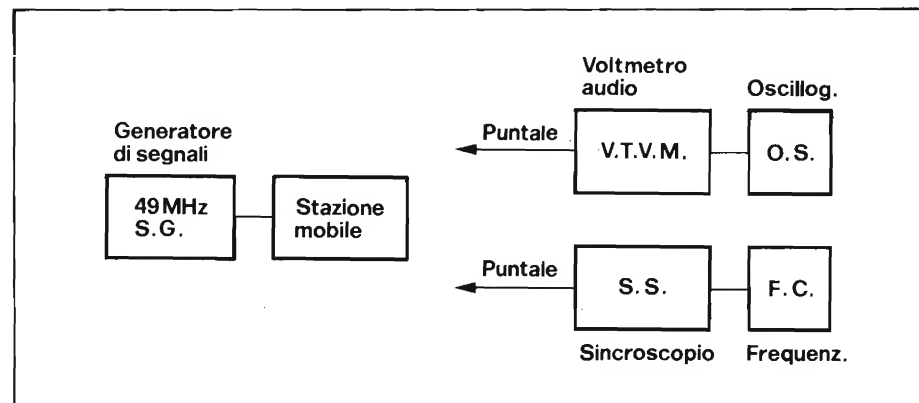 Generatore
di segnali
49MHz
S.G.
Stazione
mobile
Voltmetro
audio
Oscillog.
Puntale
V.T.V.M.
O.S.
Puntale
S.S.
F.C.
Sincroscopio
Frequenz.